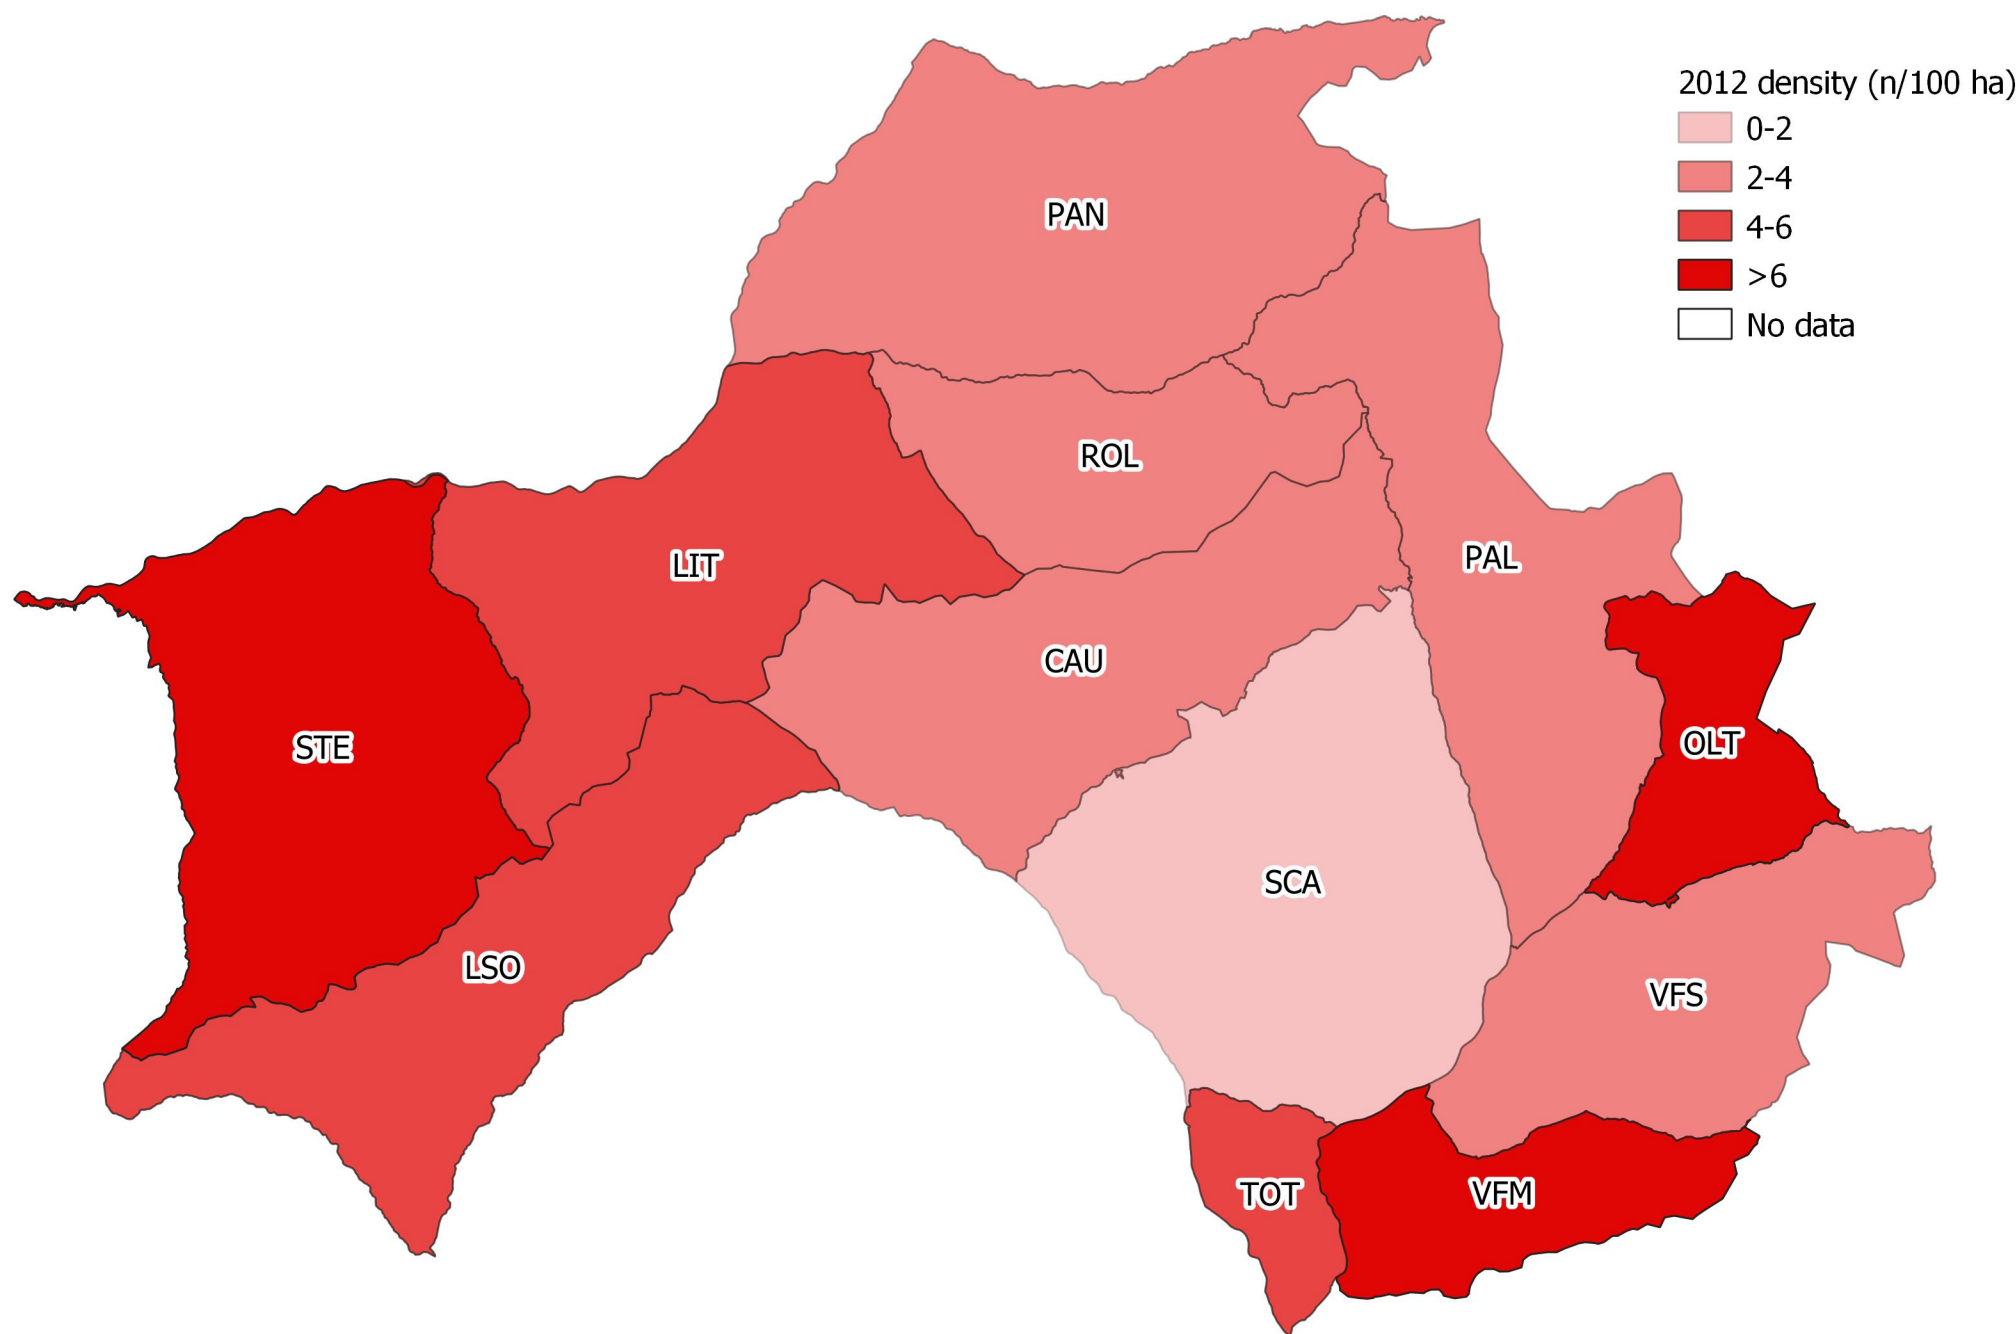 2012 density (n/100 ha)
0-2
2-4
4-6
>6
No data
PAN
ROL
LIT
PAL
CAU
STE
OLT
SCA
LSO
VFS
TOT
VFM